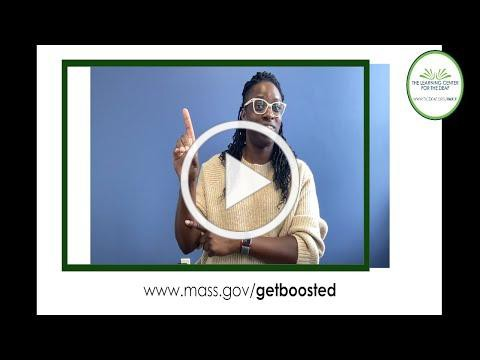 THE LEARNING CENTER
FOR THE DEAF
www.mass.gov/getboosted